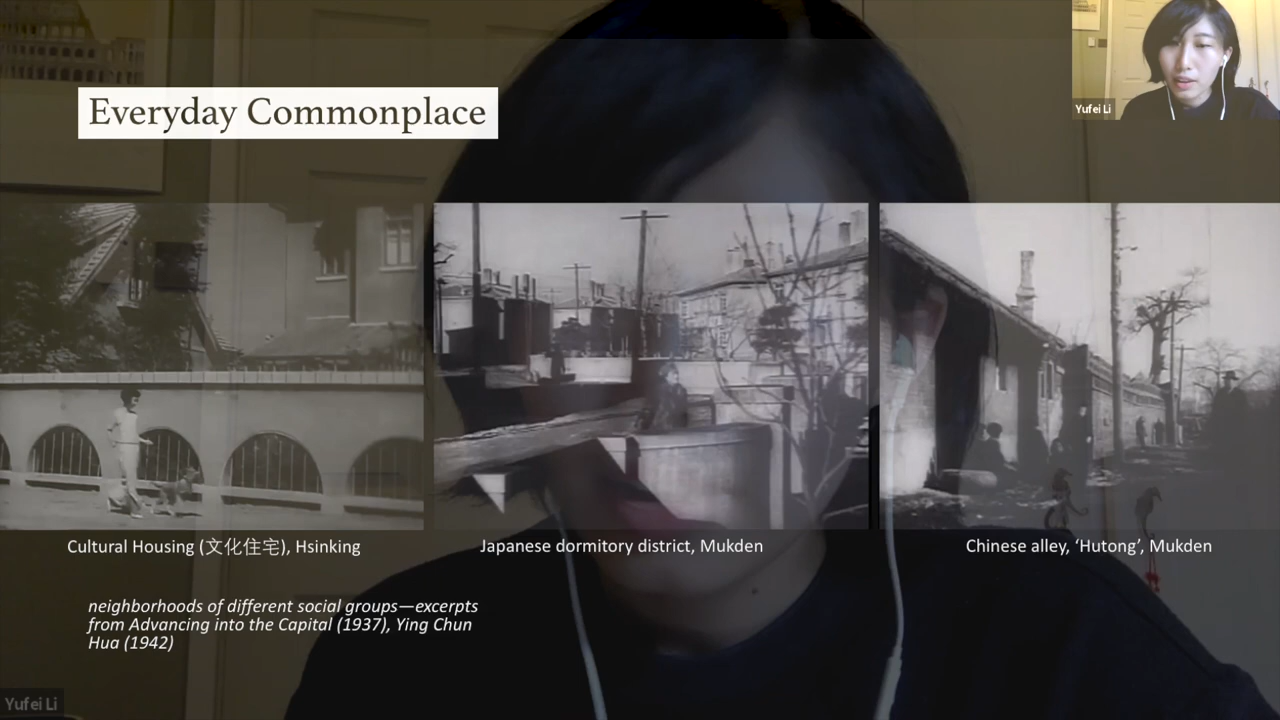 Yufei Li
Everyday Commonplace
Cultural Housing (文化住宅), Hsinking
Japanese dormitory district, Mukden
Chinese alley, ‘Hutong’, Mukden
neighborhoods of different social groups—excerpts
from Advancing into the Capital (1937), Ying Chun
Hua (1942)
Yufei Li